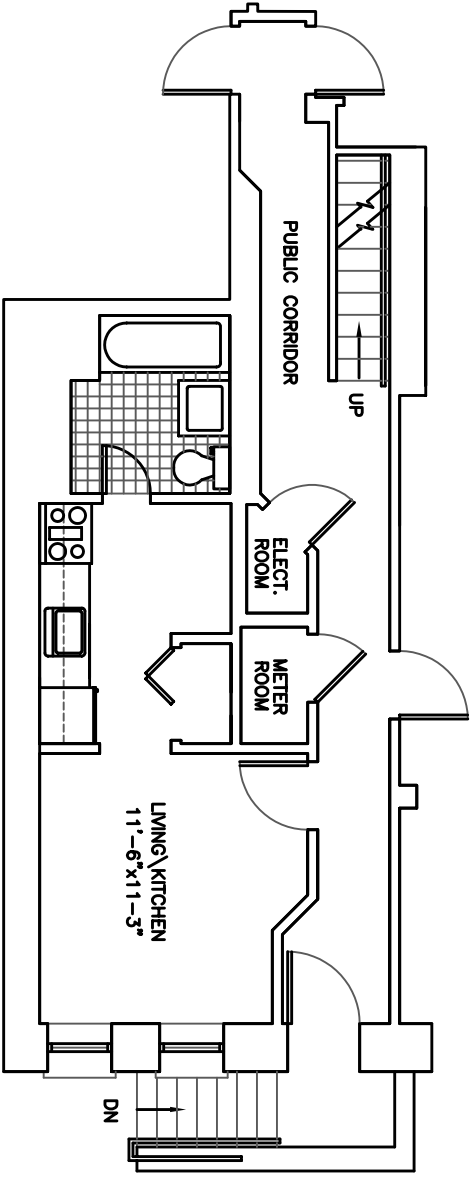 PUBLIC CORRIDOR
UP
ELECT.
ROOM
METER
ROOM
LIVING\KITCHEN
11'-6"x11-3"
DN